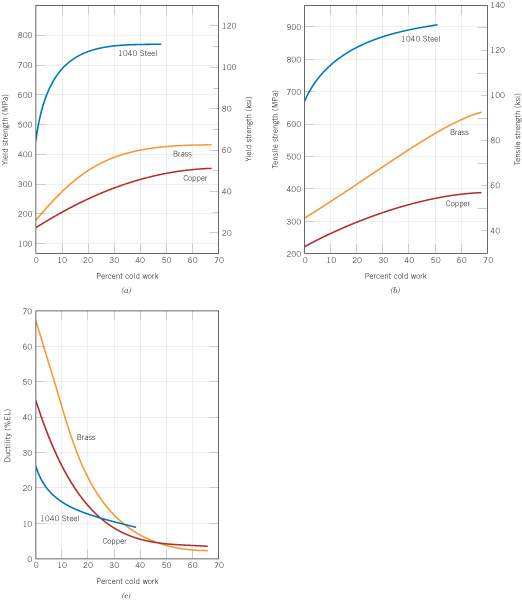 Yield strength (MPa)
800
700
600
500
400
300
200
100
0 10 20 30 40 50 60 70
Percent cold work
120
100
80
60
40
20
Yield strength (ksi)
1040 Steel
Brass
Copper
(a)
Tensile strength (MPa)
900
800
700
600
500
400
300
200
0 10 20 30 40 50 60 70
Percent cold work
140
120
100
80
60
40
Tensile strength (ksi)
1040 Steel
Brass
Copper
(b)
Ductility (%EL)
70
60
50
40
30
20
10
0
0 10 20 30 40 50 60 70
Percent cold work
Brass
1040 Steel
Copper
(c)